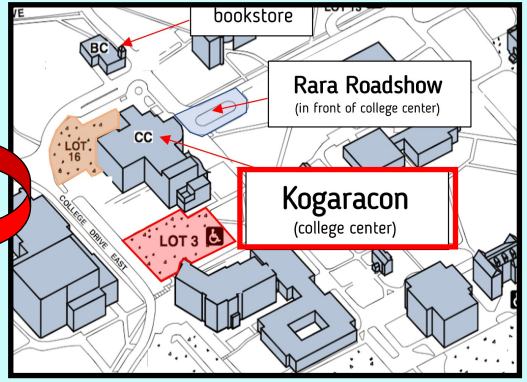 bookstore
BC
Rara Roadshow
(in front of college center)
CC
LOT
16
Kogaracon
(college center)
LOT 3
COLLEGE DRIVE EAST